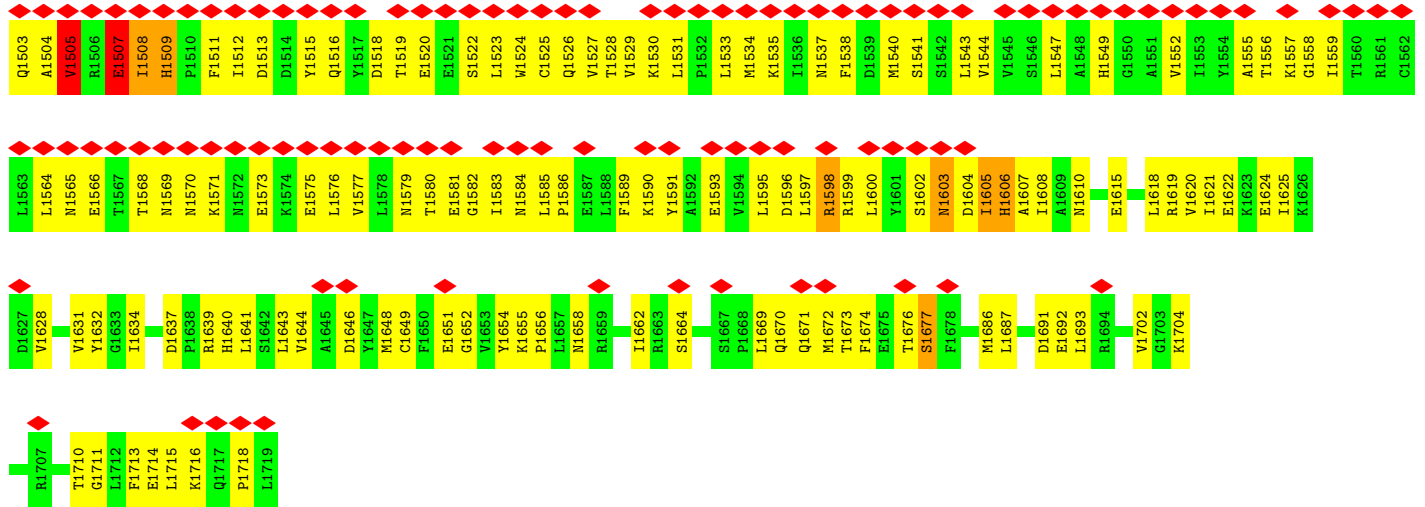 Q1503 A1504 V1505 R1506 E1507 I1508 H1509 P1510 F1511 I1512 D1513 D1514 Y1515 Q1516 Y1517 D1518 T1519 E1520 E1521 S1522 L1523 W1524 C1525 Q1526 V1527 T1528 V1529 K1530 L1531 P1532 L1533 M1534 K1535 I1536 N1537 F1538 D1539 M1540 S1541 S1542 L1543 V1544 V1545 S1546 L1547 A1548 H1549 G1550 A1551 V1552 I1553 Y1554 A1555 T1556 K1557 G1558 I1559 T1560 R1561 C1562
L1563 L1564 N1565 E1566 T1567 T1568 N1569 N1570 K1571 N1572 E1573 K1574 E1575 L1576 V1577 L1578 N1579 T1580 E1581 G1582 I1583 N1584 L1585 P1586 E1587 L1588 F1589 K1590 Y1591 A1592 E1593 V1594 L1595 D1596 L1597 R1598 R1599 L1600 Y1601 S1602 N1603 D1604 I1605 H1606 A1607 I1608 A1609 N1610 E1615 L1618 R1619 V1620 I1621 E1622 K1623 E1624 I1625 K1626
D1627 V1628 V1631 Y1632 G1633 I1634 D1637 P1638 R1639 H1640 L1641 S1642 L1643 V1644 A1645 D1646 Y1647 M1648 C1649 F1650 E1651 G1652 V1653 Y1654 K1655 P1656 L1657 N1658 R1659 I1662 R1663 S1664 S1667 P1668 L1669 Q1670 Q1671 M1672 T1673 F1674 E1675 T1676 S1677 F1678 M1686 L1687 D1691 E1692 L1693 R1694 V1702 G1703 K1704
R1707 T1710 G1711 L1712 F1713 E1714 L1715 K1716 Q1717 P1718 L1719